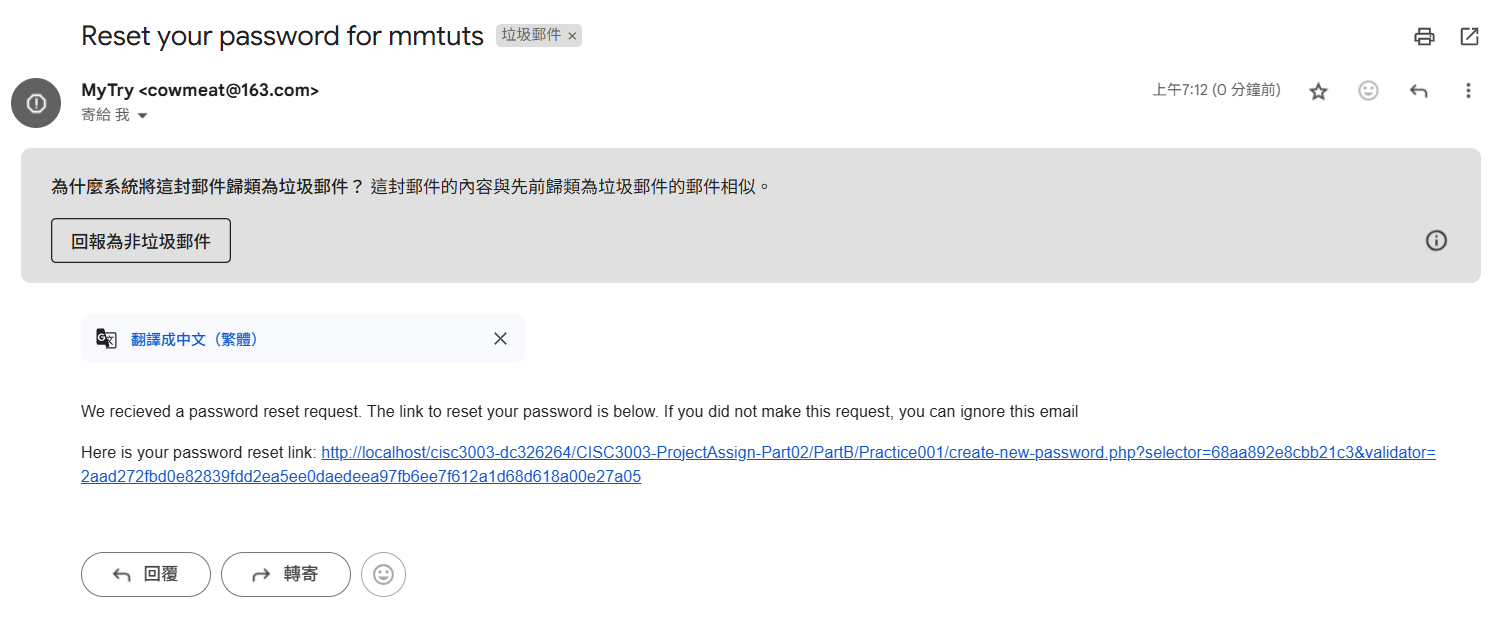 Reset your password for mmtuts 垃圾郵件 ×
MyTry <cowmeat@163.com>
上午7:12 (0 分鐘前)
寄給 我
為什麼系統將這封郵件歸類為垃圾郵件？ 這封郵件的內容與先前歸類為垃圾郵件的郵件相似。
回報為非垃圾郵件
翻譯成中文（繁體）
We recieved a password reset request. The link to reset your password is below. If you did not make this request, you can ignore this email
Here is your password reset link: http://localhost/cisc3003-dc326264/CISC3003-ProjectAssign-Part02/PartB/Practice001/create-new-password.php?selector=68aa892e8cbb21c3&validator=
2aad272fbd0e82839fdd2ea5ee0daedeea97fb6ee7f612a1d68d618a00e27a05
回覆
轉寄